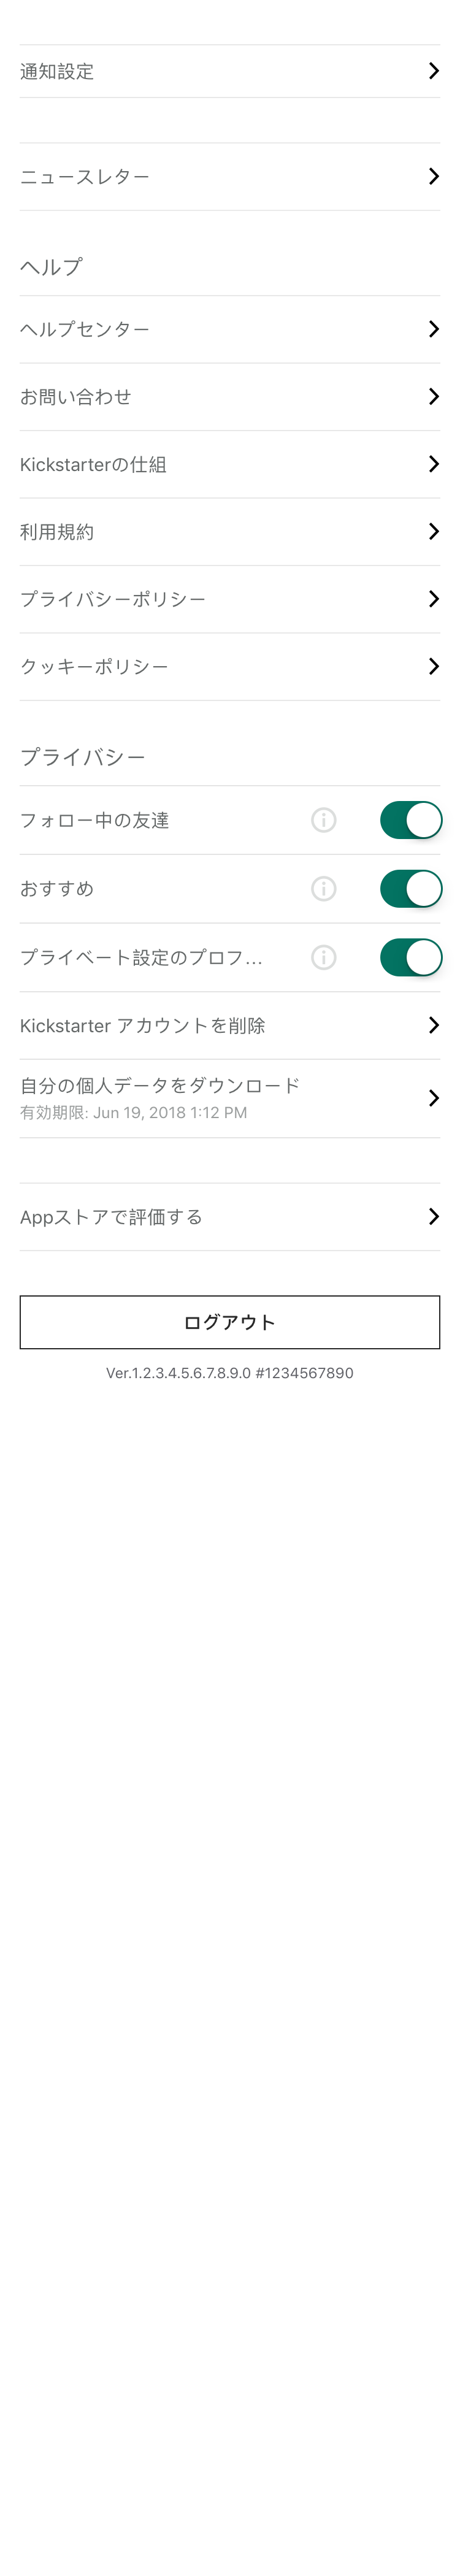 通知設定
ニュースレター
ヘルプ
ヘルプセンター
お問い合わせ
Kickstarterの仕組
利用規約
プライバシーポリシー
クッキーポリシー
プライバシー
フォロー中の友達
おすすめ
プライベート設定のプロフ...
Kickstarter アカウントを削除
自分の個人データをダウンロード
有効期限: Jun 19, 2018 1:12 PM
Appストアで評価する
ログアウト
Ver.1.2.3.4.5.6.7.8.9.0 #1234567890